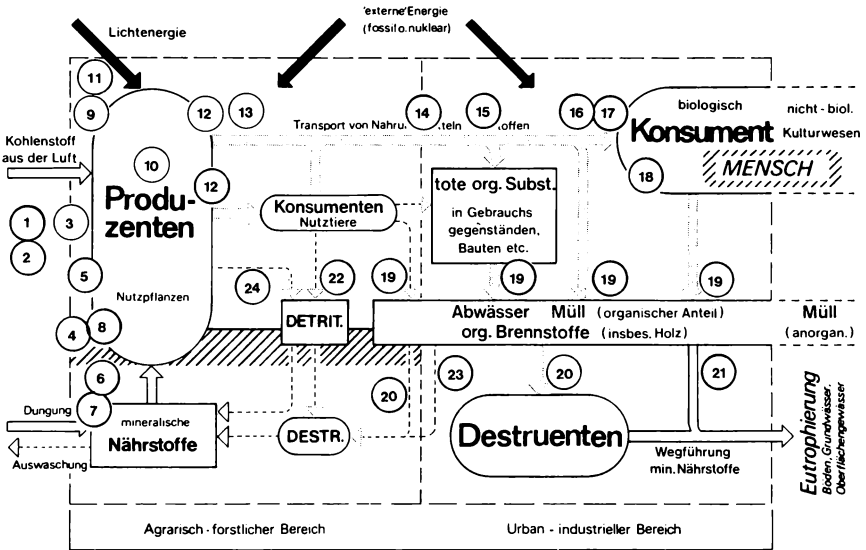 'externe' Energie
(fossil o. nuklear)
Lichtenergie
11
9
12
13
14
15
16
17
biologisch
nicht - biol.
Transport von Nahru
teln
offen
Konsument
Kulturwesen
Kohlenstoff
aus der Luft
10
18
MENSCH
12
tote org. Subst.
Produ-
zenten
Konsumenten
Nutztiere
in Gebrauchs
gegenständen,
Bauten etc.
1
3
2
5
24
22
19
19
19
19
Nutzpflanzen
DETRIT.
Abwässer Müll (organischer Anteil)
org. Brennstoffe (insbes. Holz)
Müll
(anorgan.)
4
8
6
20
23
20
21
7
Dungung
mineralische
Nährstoffe
DESTR.
Destruenten
Auswaschung
Wegführung
min. Nährstoffe
Eutrophierung
Böden, Grundwässer.
Oberflächengewässer
Agrarisch - forstlicher Bereich
Urban - industrieller Bereich